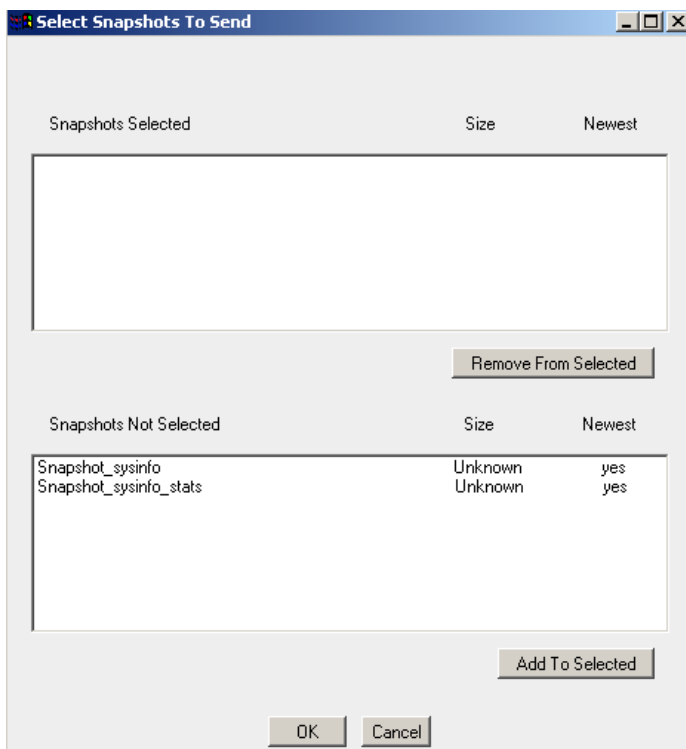 Select Snapshots To Send
Snapshots Selected Size Newest
Remove From Selected
Snapshots Not Selected Size Newest
Snapshot_sysinfo Unknown yes
Snapshot_sysinfo_stats Unknown yes
Add To Selected
OK Cancel